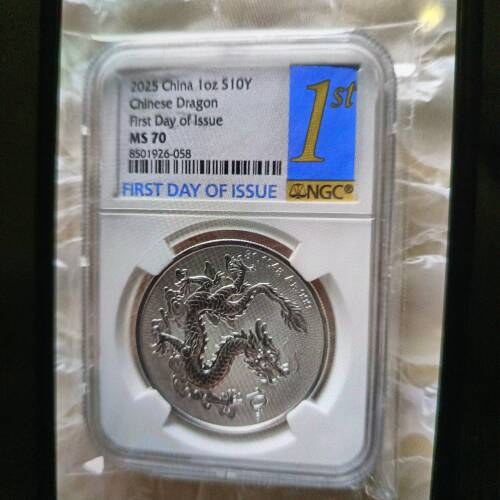 2025 China 1oz S10Y
Chinese Dragon
First Day of Issue
MS 70
8501926-058
FIRST DAY OF ISSUE
1st
NGC®